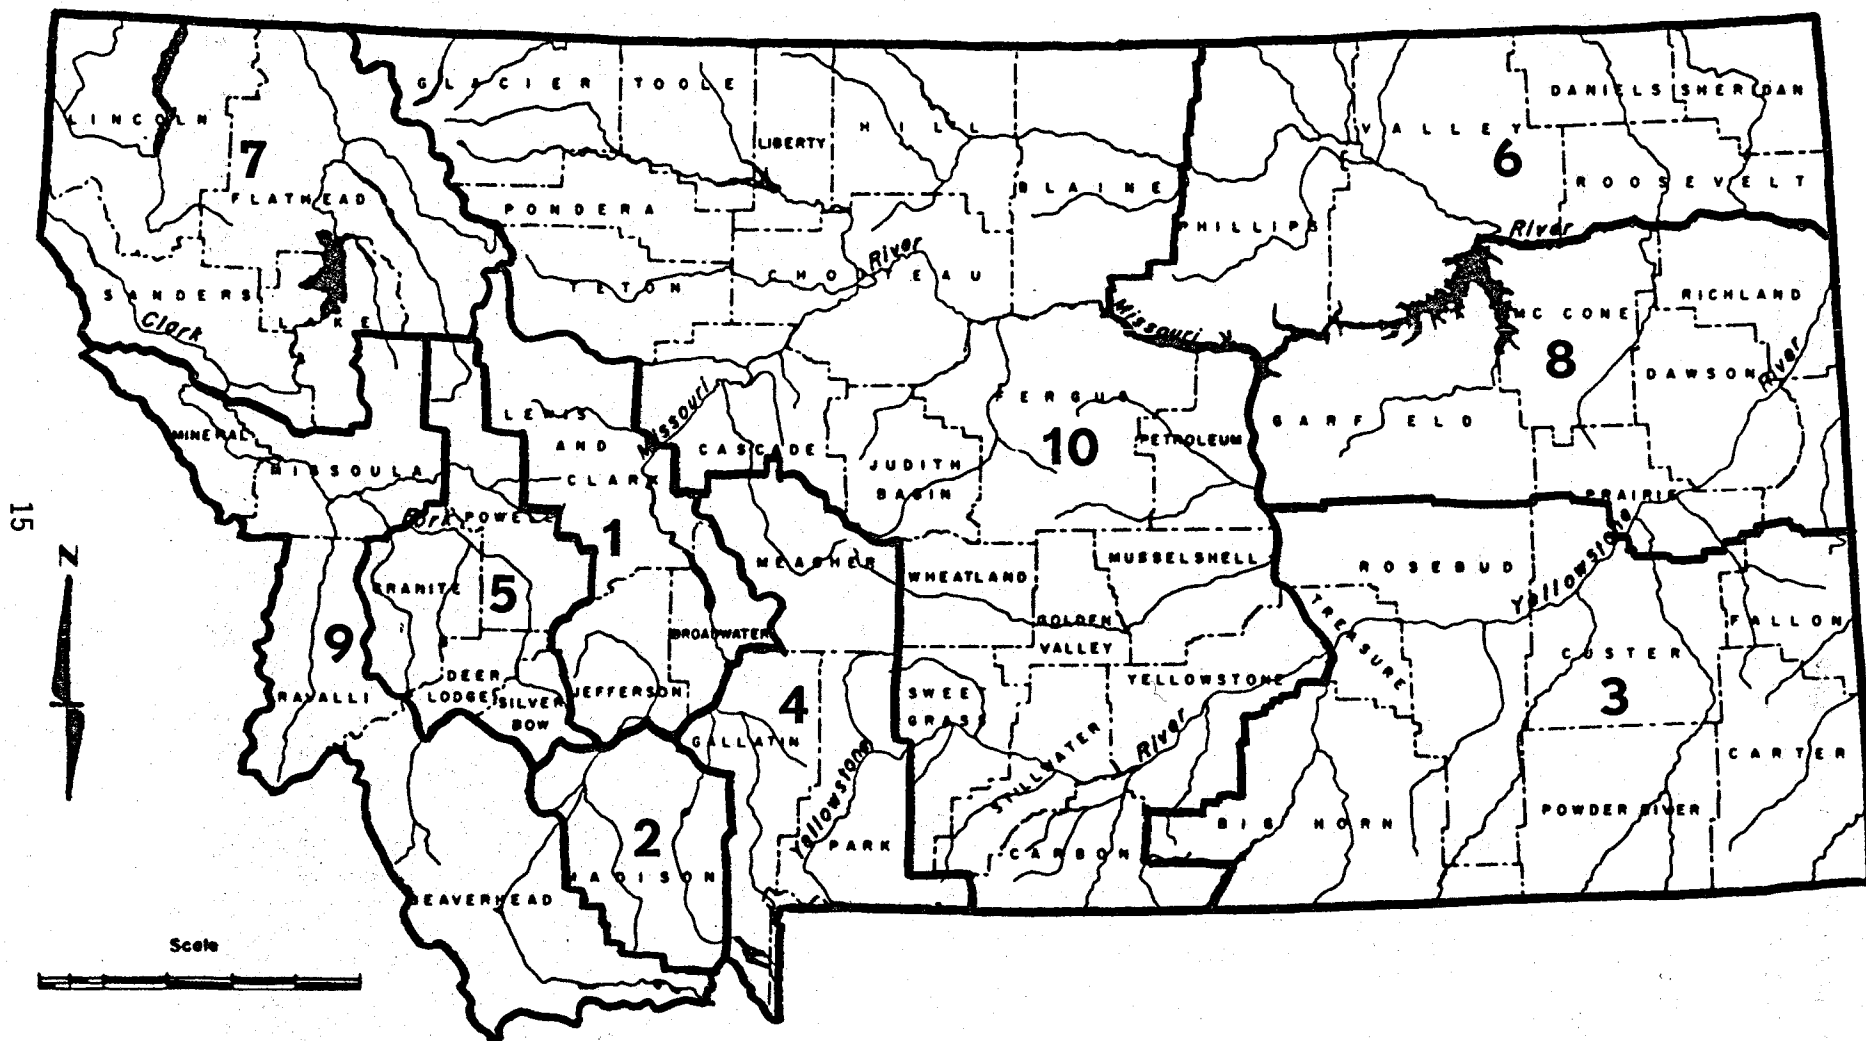 GLACIER TOOLE
DANIELS SHERIDAN
LINCOLN
LIBERTY
HILL
VALLEY
7
6
FLATHEAD
BLAINE
ROOSEVELT
PONDERA
PHILLIPS
River
River
TETON
CHOUTEAU
SANDERS
RICHLAND
Clark
LAKE
Missouri
MC CONE
8
River
DAWSON
Missouri
LEWIS
AND
CLARK
FERGUS
GARFIELD
MINERAL
MISSOULA
CASCADE
JUDITH
BASIN
10
PETROLEUM
15
Fork
POWELL
PRAIRIE
1
N
MEAGHER
WHEATLAND
MUSSELSHELL
ROSEBUD
Yellowstone
GRANITE
5
TREASURE
GOLDEN
VALLEY
FALLON
9
BROADWATER
CUSTER
RAVALLI
DEER
LODGE
SILVER
BOW
JEFFERSON
4
SWEET
GRASS
YELLOWSTONE
3
GALLATIN
STILLWATER
River
CARTER
Yellowstone
2
PARK
CARBON
BIG HORN
POWDER RIVER
MADISON
BEAVERHEAD
Scale